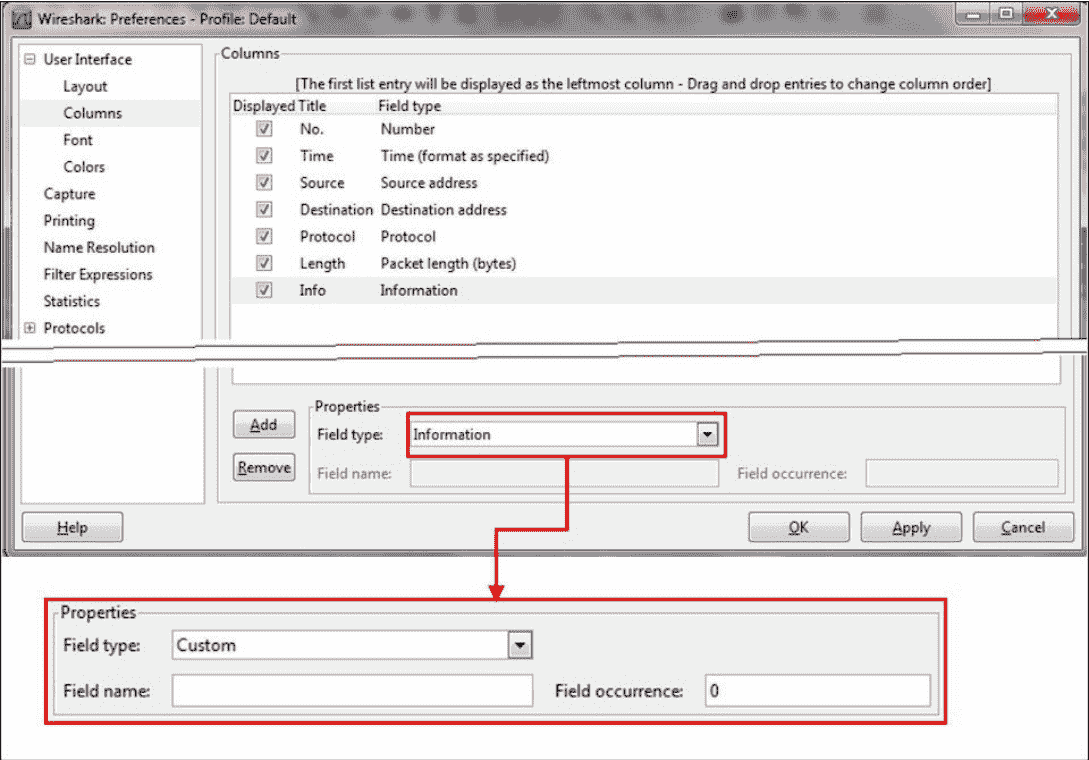 Wireshark: Preferences - Profile: Default
User Interface
Layout
Columns
Font
Colors
Capture
Printing
Name Resolution
Filter Expressions
Statistics
Protocols
Columns
[The first list entry will be displayed as the leftmost column - Drag and drop entries to change column order]
Displayed Title Field type
No. Number
Time Time (format as specified)
Source Source address
Destination Destination address
Protocol Protocol
Length Packet length (bytes)
Info Information
Add
Remove
Properties
Field type: Information
Field name: Field occurrence:
Help OK Apply Cancel
Properties
Field type: Custom
Field name: Field occurrence: 0